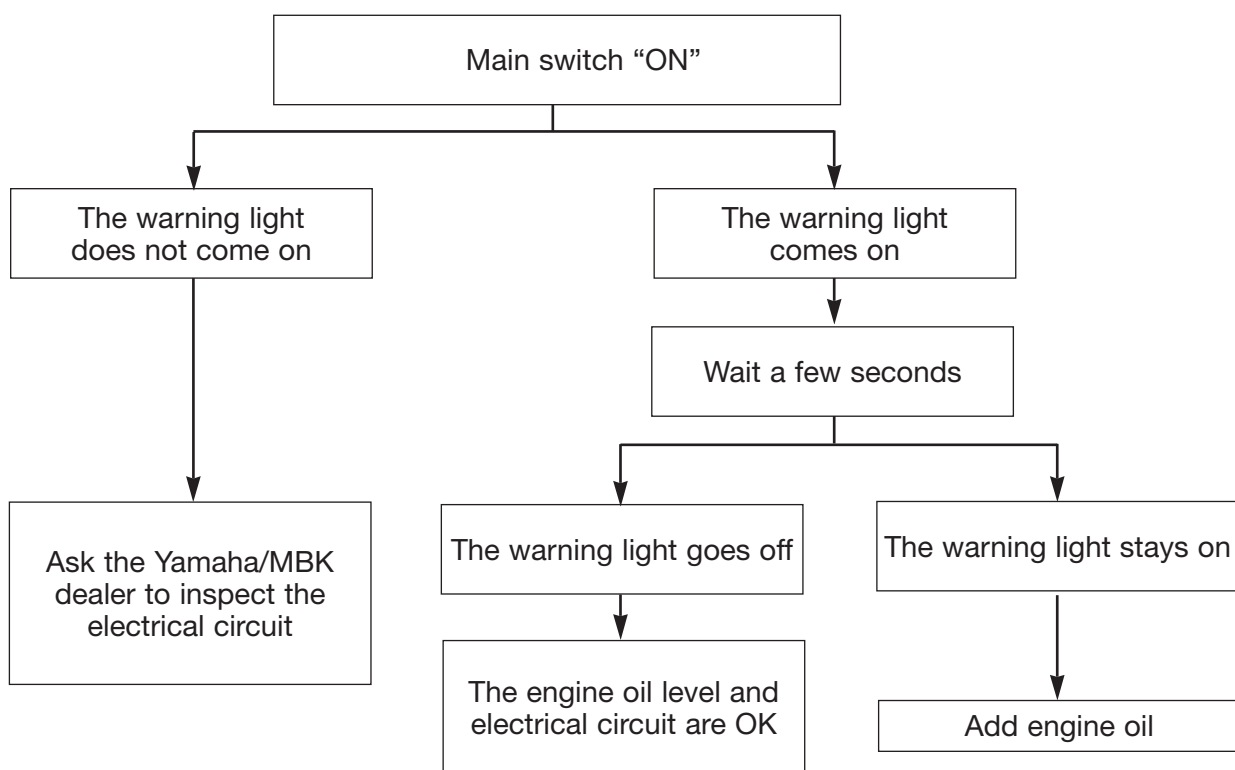 Main switch “ON”
The warning light
does not come on
The warning light
comes on
Wait a few seconds
Ask the Yamaha/MBK
dealer to inspect the
electrical circuit
The warning light goes off
The warning light stays on
The engine oil level and
electrical circuit are OK
Add engine oil